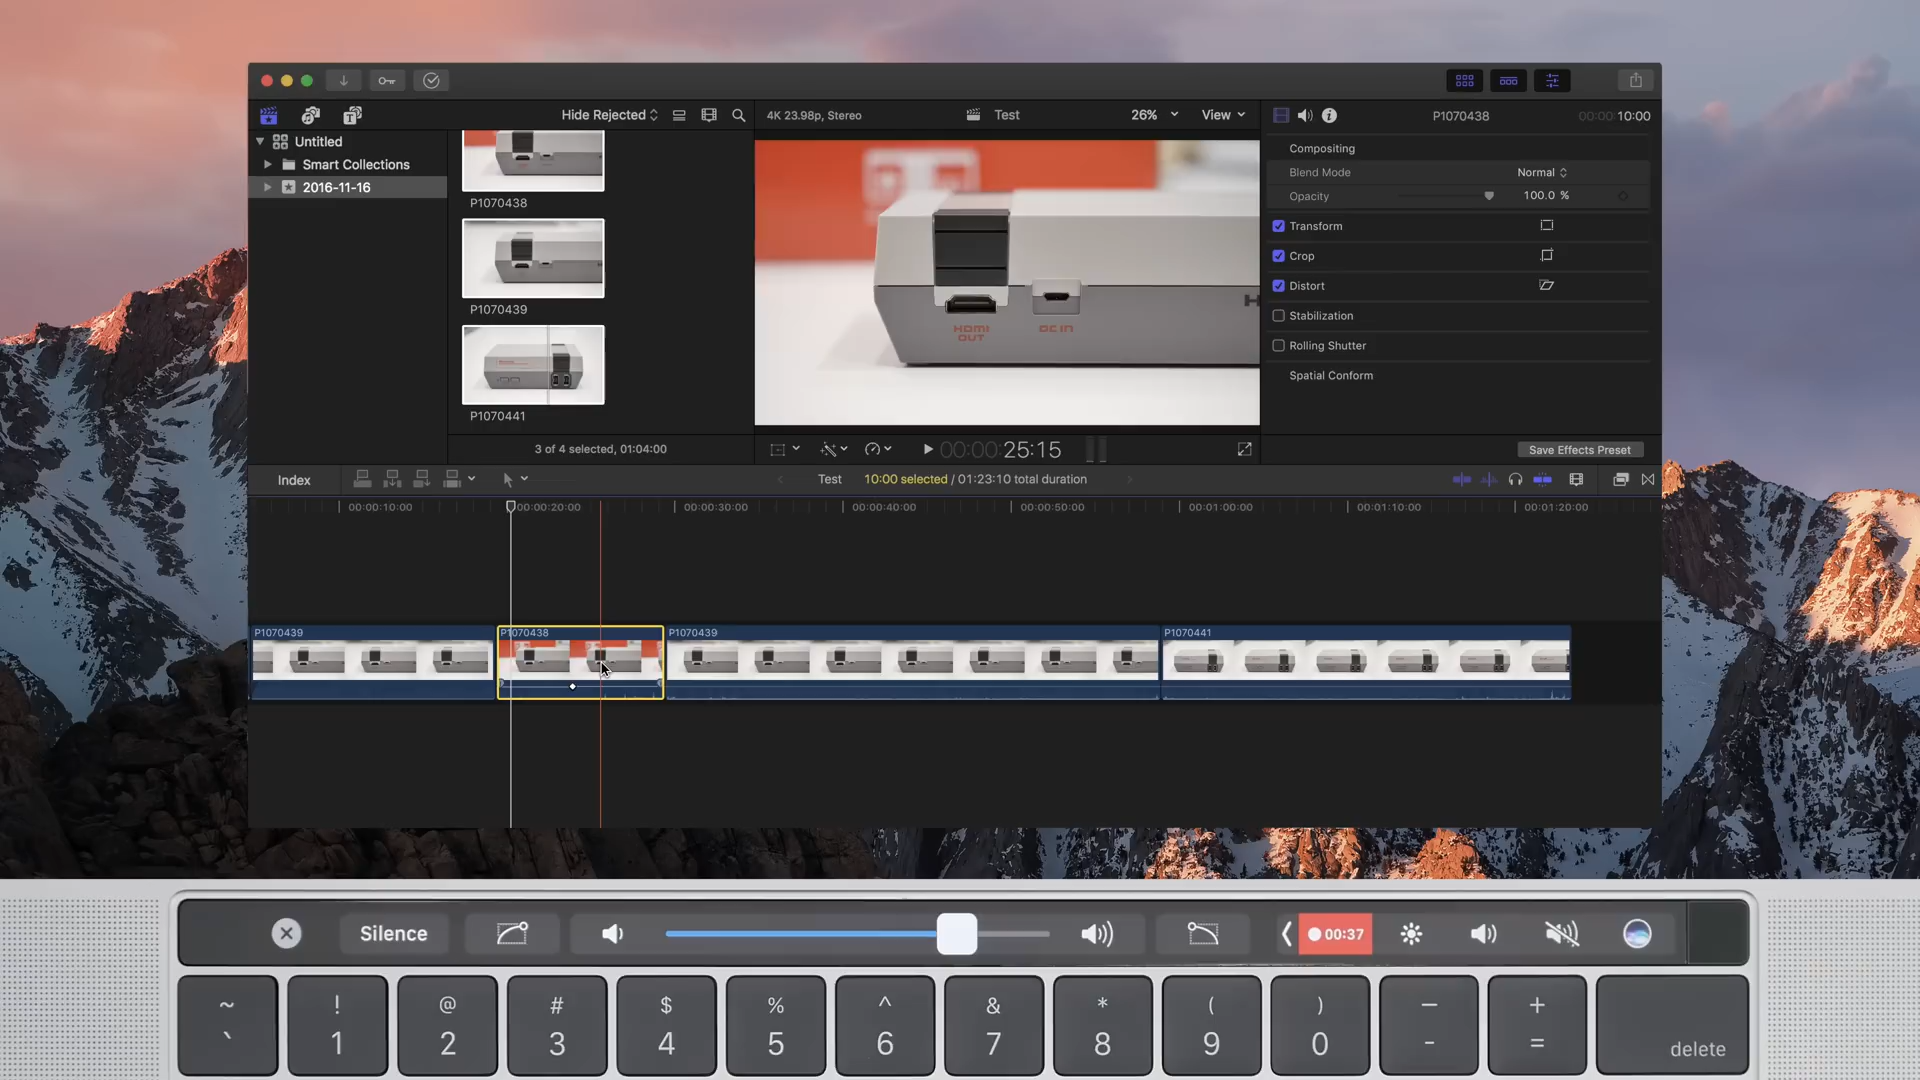 Hide Rejected
4K 23.98p, Stereo
Test
26%
View
P1070438
00:00:10:00
Untitled
Smart Collections
2016-11-16
P1070438
P1070439
P1070441
3 of 4 selected, 01:04:00
HDMI
OUT
DC IN
H
00:00:25:15
Compositing
Blend Mode
Normal
Opacity
100.0 %
Transform
Crop
Distort
Stabilization
Rolling Shutter
Spatial Conform
Save Effects Preset
Index
Test
10:00 selected / 01:23:10 total duration
00:00:10:00
00:00:20:00
00:00:30:00
00:00:40:00
00:00:50:00
00:01:00:00
00:01:10:00
00:01:20:00
P1070439
P1070438
P1070439
P1070441
Silence
00:37
~ `
! 1
@ 2
# 3
$ 4
% 5
^ 6
& 7
* 8
( 9
) 0
— -
+ =
delete